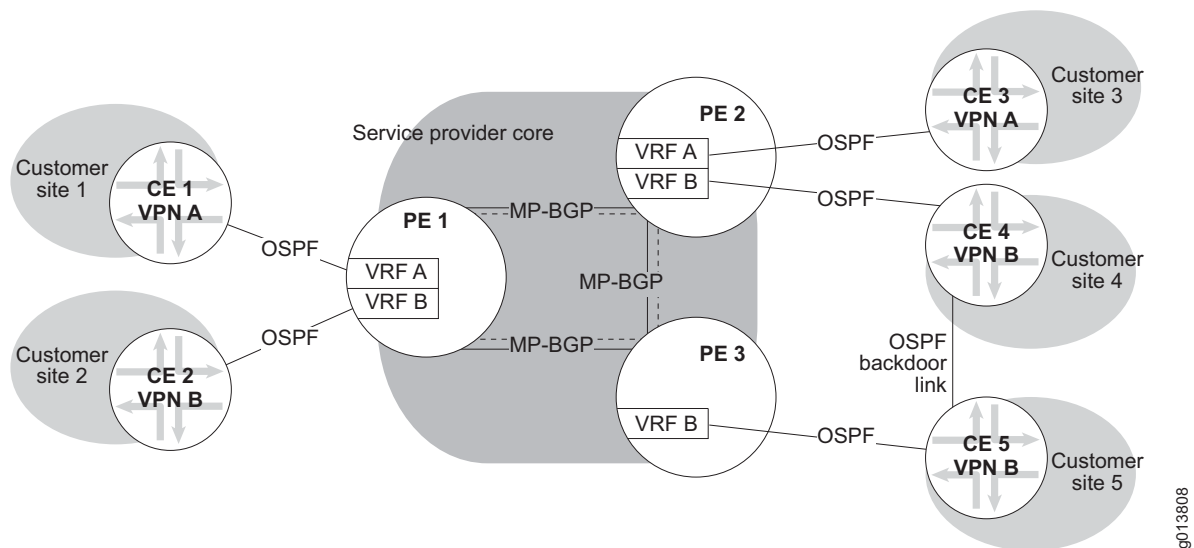 Service provider core
Customer
site 1
CE 1
VPN A
OSPF
Customer
site 2
CE 2
VPN B
OSPF
PE 1
VRF A
VRF B
MP-BGP
MP-BGP
MP-BGP
PE 2
VRF A
VRF B
PE 3
VRF B
OSPF
CE 3
VPN A
Customer
site 3
OSPF
CE 4
VPN B
Customer
site 4
OSPF
backdoor
link
OSPF
CE 5
VPN B
Customer
site 5
g013808